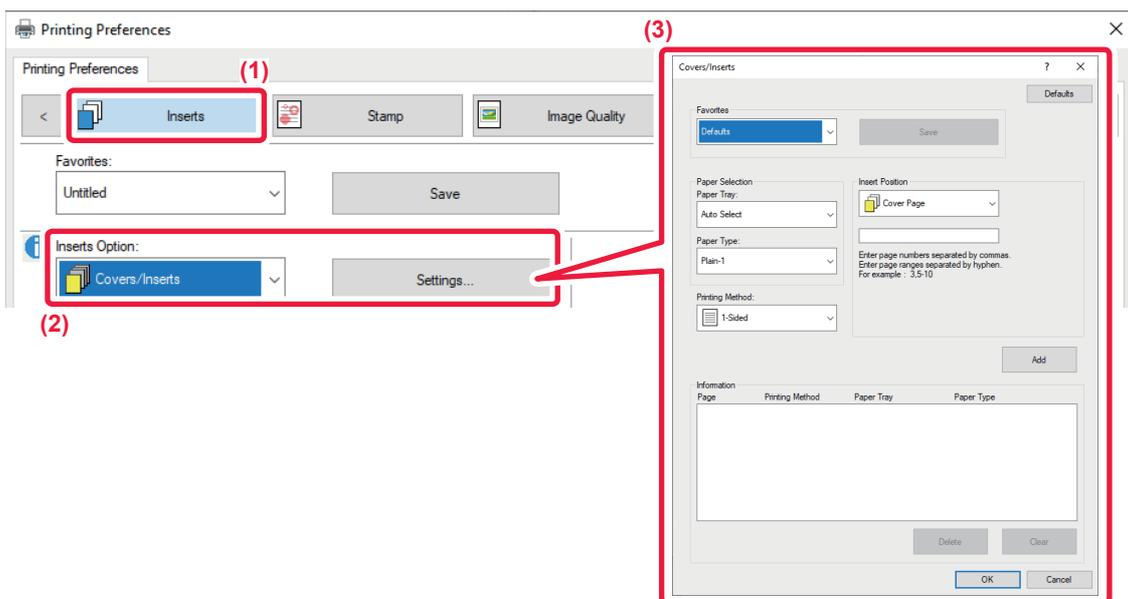 Printing Preferences
Printing Preferences
(1)
<
Inserts
Stamp
Image Quality
Favorites:
Untitled
Save
Inserts Option:
Covers/Inserts
Settings...
(2)
(3)
Covers/Inserts
?
Defaults
Favorites
Defaults
Save
Paper Selection
Paper Tray:
Auto Select
Paper Type:
Plain-1
Insert Position
Cover Page
Enter page numbers separated by commas.
Enter page ranges separated by hyphen.
For example : 3,5-10
Printing Method:
1-Sided
Add
Information
Page Printing Method Paper Tray Paper Type
Delete Clear
OK Cancel